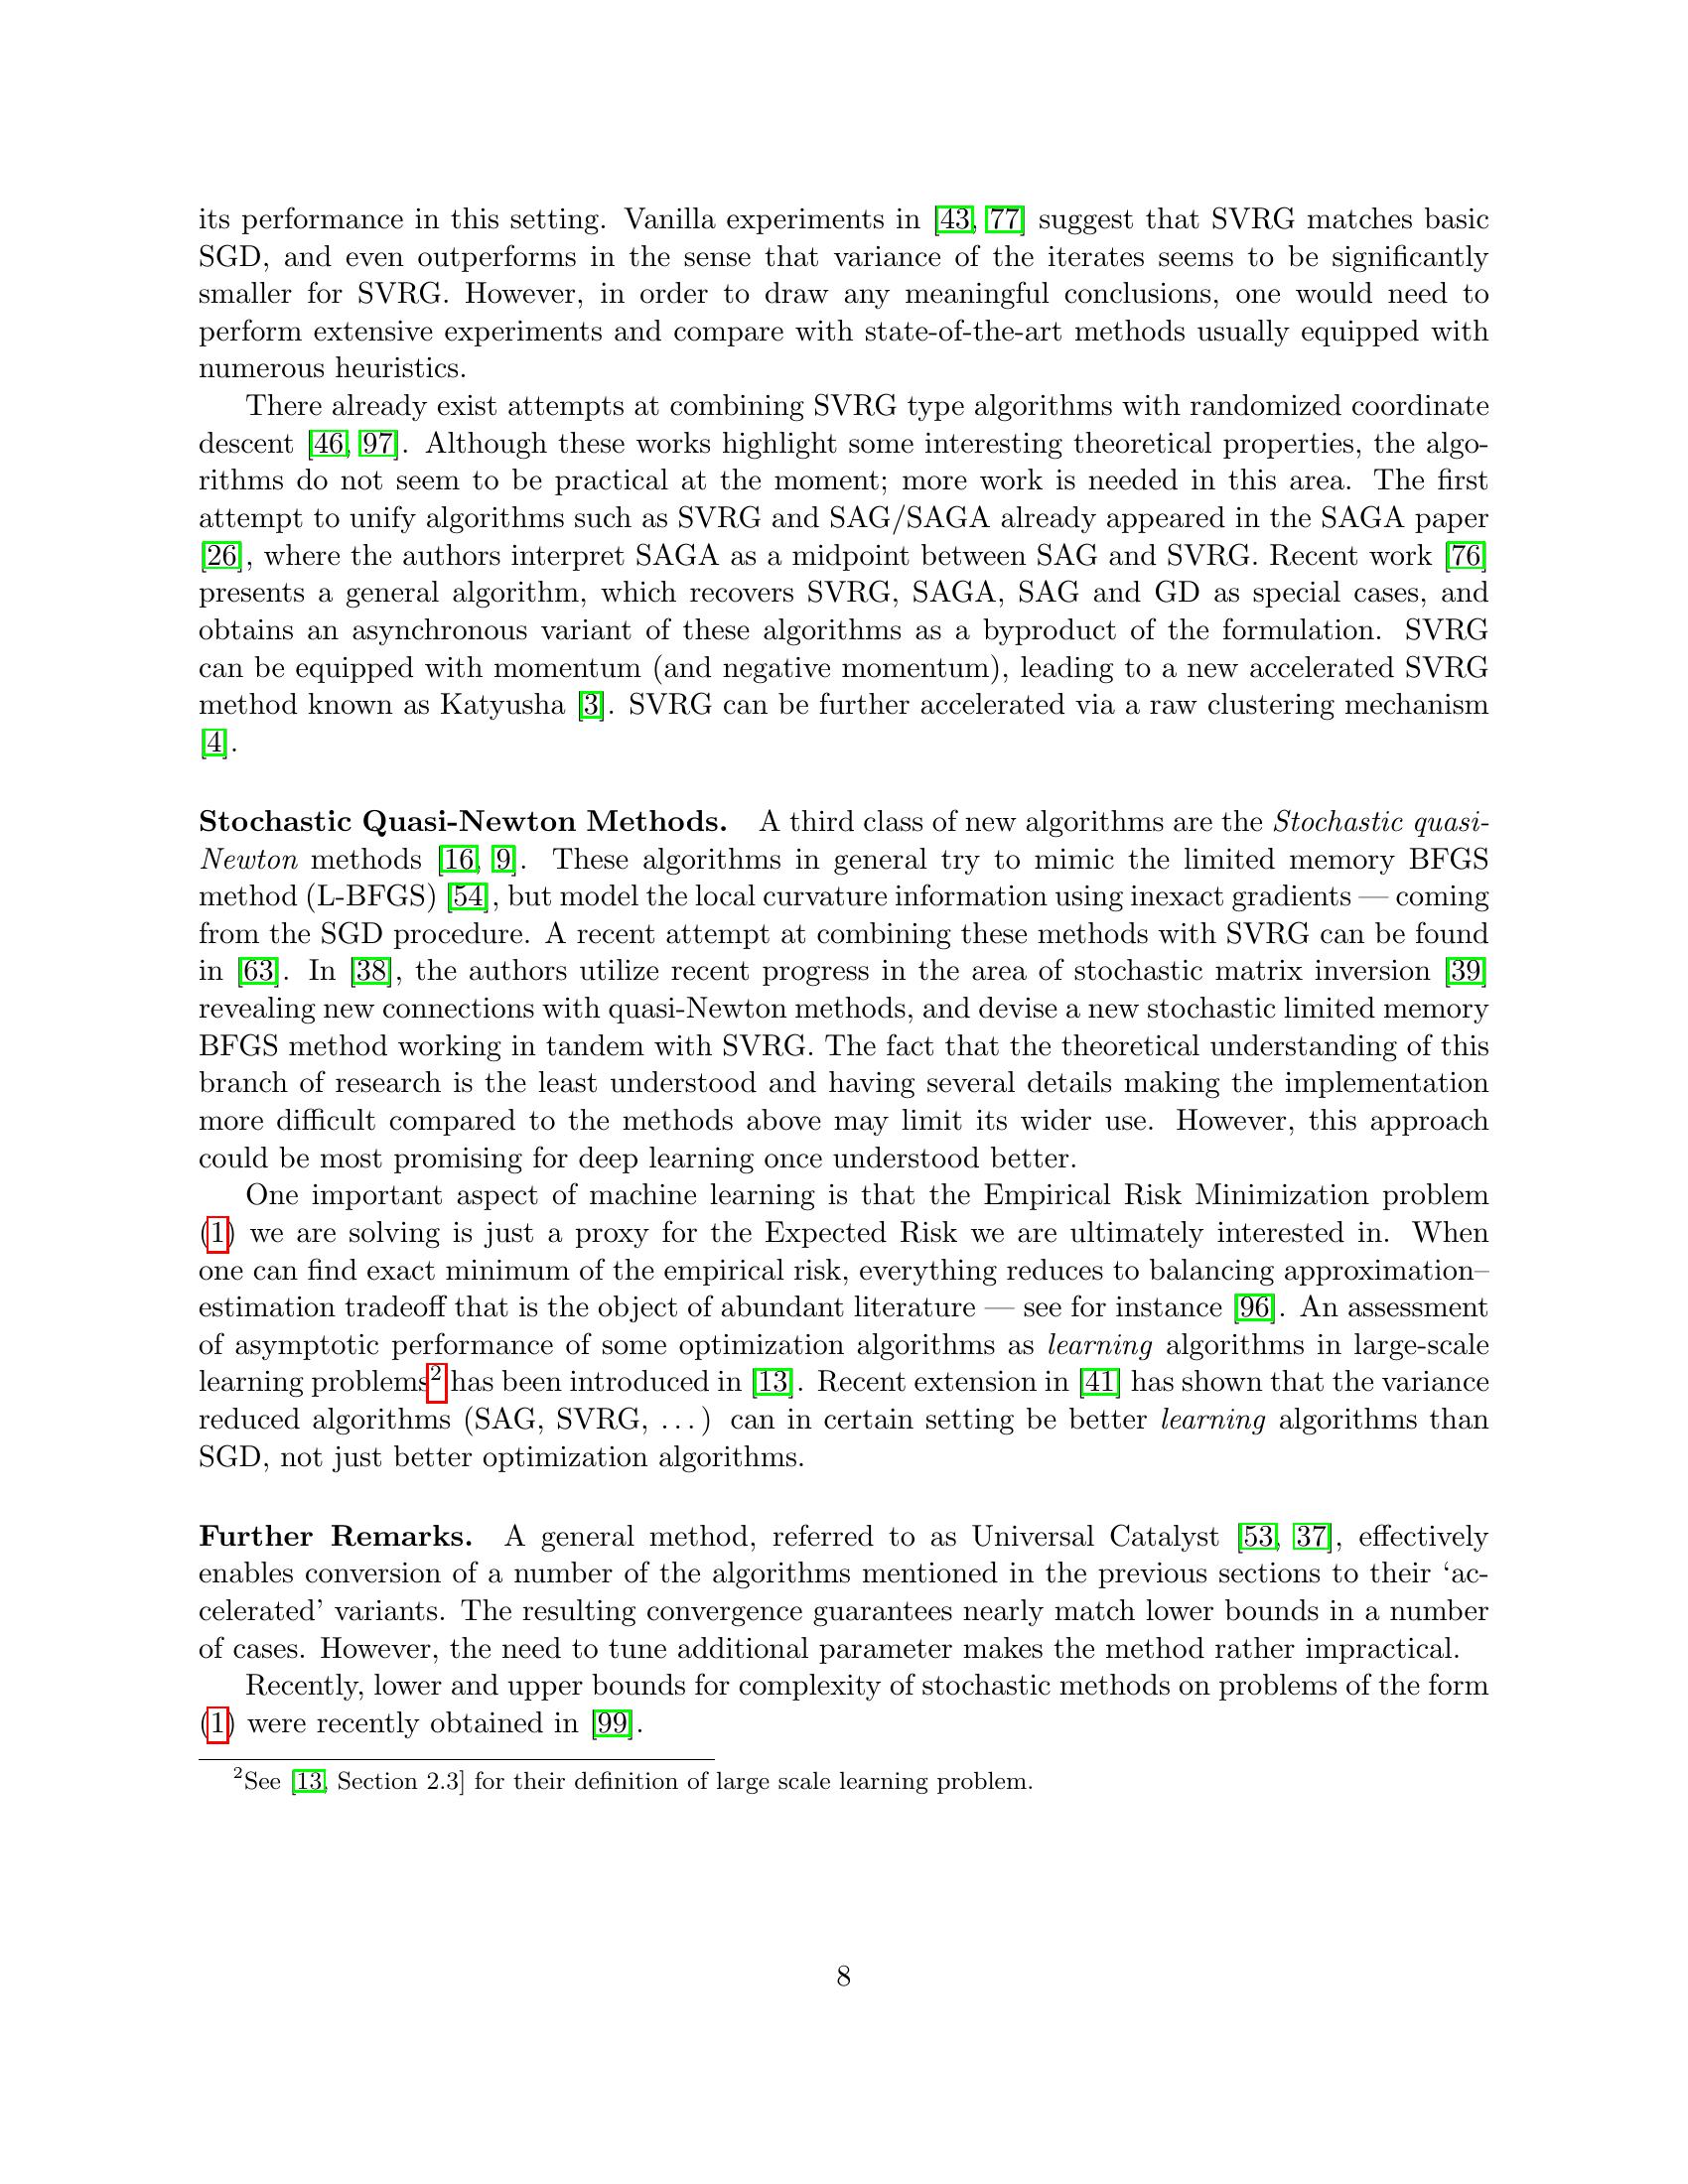 its performance in this setting. Vanilla experiments in [43, 77] suggest that SVRG matches basic
SGD, and even outperforms in the sense that variance of the iterates seems to be significantly
smaller for SVRG. However, in order to draw any meaningful conclusions, one would need to
perform extensive experiments and compare with state-of-the-art methods usually equipped with
numerous heuristics.
There already exist attempts at combining SVRG type algorithms with randomized coordinate
descent [46, 97]. Although these works highlight some interesting theoretical properties, the algo-
rithms do not seem to be practical at the moment; more work is needed in this area. The first
attempt to unify algorithms such as SVRG and SAG/SAGA already appeared in the SAGA paper
[26], where the authors interpret SAGA as a midpoint between SAG and SVRG. Recent work [76]
presents a general algorithm, which recovers SVRG, SAGA, SAG and GD as special cases, and
obtains an asynchronous variant of these algorithms as a byproduct of the formulation. SVRG
can be equipped with momentum (and negative momentum), leading to a new accelerated SVRG
method known as Katyusha [3]. SVRG can be further accelerated via a raw clustering mechanism
[4].
Stochastic Quasi-Newton Methods. A third class of new algorithms are the Stochastic quasi-
Newton methods [16, 9]. These algorithms in general try to mimic the limited memory BFGS
method (L-BFGS) [54], but model the local curvature information using inexact gradients — coming
from the SGD procedure. A recent attempt at combining these methods with SVRG can be found
in [63]. In [38], the authors utilize recent progress in the area of stochastic matrix inversion [39]
revealing new connections with quasi-Newton methods, and devise a new stochastic limited memory
BFGS method working in tandem with SVRG. The fact that the theoretical understanding of this
branch of research is the least understood and having several details making the implementation
more difficult compared to the methods above may limit its wider use. However, this approach
could be most promising for deep learning once understood better.
One important aspect of machine learning is that the Empirical Risk Minimization problem
(1) we are solving is just a proxy for the Expected Risk we are ultimately interested in. When
one can find exact minimum of the empirical risk, everything reduces to balancing approximation–
estimation tradeoff that is the object of abundant literature — see for instance [96]. An assessment
of asymptotic performance of some optimization algorithms as learning algorithms in large-scale
learning problems² has been introduced in [13]. Recent extension in [41] has shown that the variance
reduced algorithms (SAG, SVRG, ...) can in certain setting be better learning algorithms than
SGD, not just better optimization algorithms.
Further Remarks. A general method, referred to as Universal Catalyst [53, 37], effectively
enables conversion of a number of the algorithms mentioned in the previous sections to their ‘ac-
celerated’ variants. The resulting convergence guarantees nearly match lower bounds in a number
of cases. However, the need to tune additional parameter makes the method rather impractical.
Recently, lower and upper bounds for complexity of stochastic methods on problems of the form
(1) were recently obtained in [99].
²See [13, Section 2.3] for their definition of large scale learning problem.
8